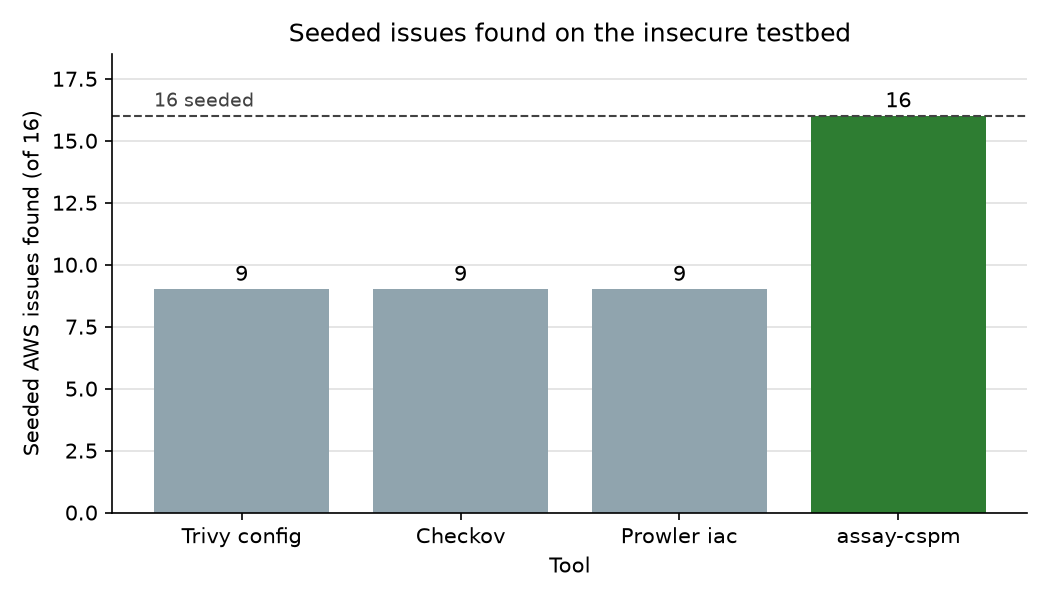 Seeded issues found on the insecure testbed
Seeded AWS issues found (of 16)
17.5
15.0
12.5
10.0
7.5
5.0
2.5
0.0
16 seeded
9
9
9
16
Trivy config
Checkov
Prowler iac
assay-cspm
Tool